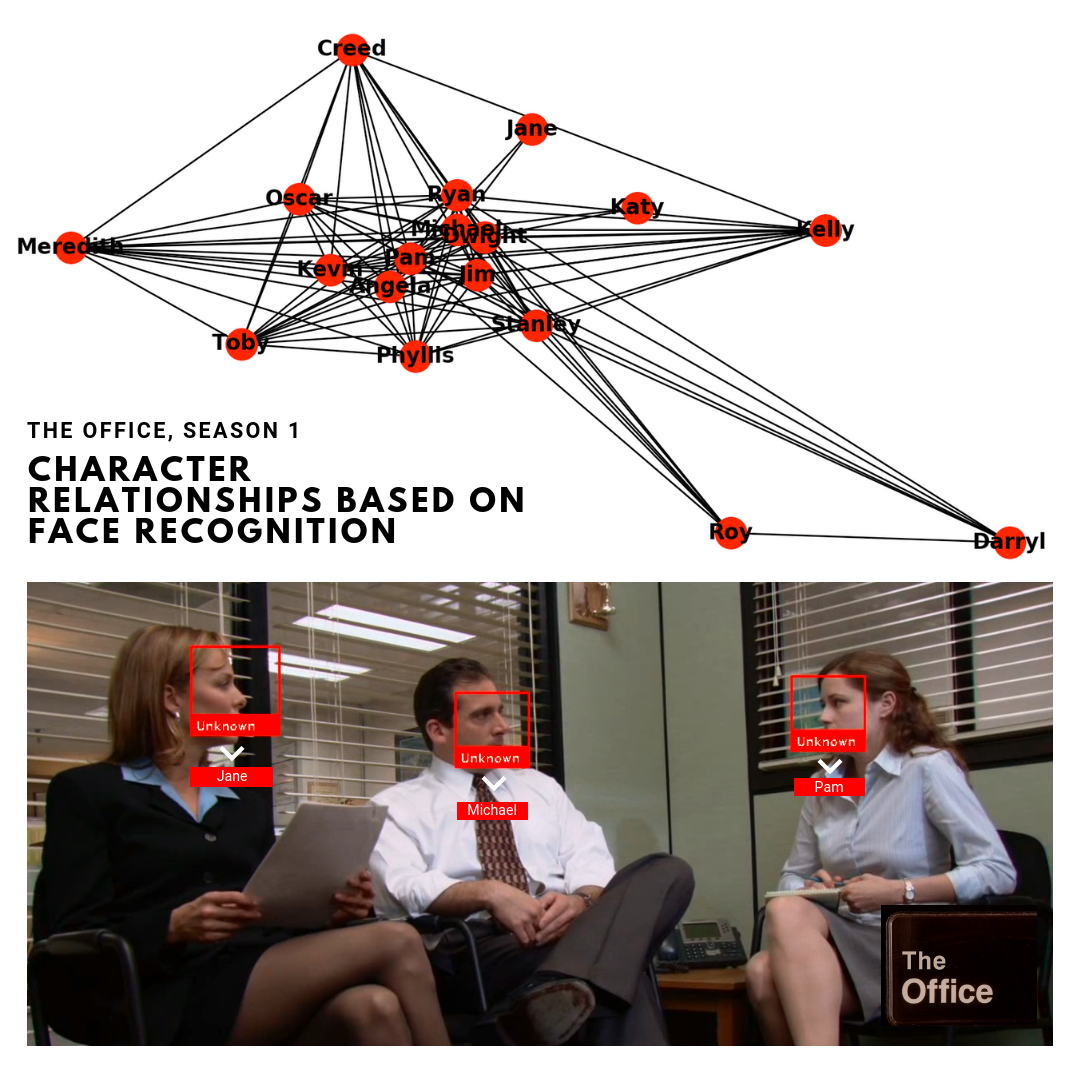 Creed
Jane
Oscar
Ryan
Katy
Michael
Dwight
Kelly
Meredith
Pam
Kevin
Jim
Angela
Stanley
Toby
Phyllis
THE OFFICE, SEASON 1
CHARACTER
RELATIONSHIPS BASED ON
FACE RECOGNITION
Roy
Darryl
Unknown
Jane
Unknown
Michael
Unknown
Pam
The
Office